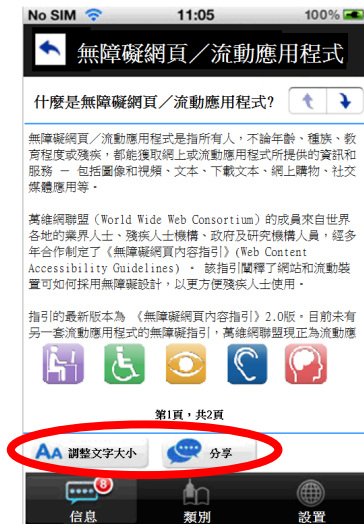 No SIM 11:05 100%
無障礙網頁／流動應用程式
什麼是無障礙網頁／流動應用程式?
無障礙網頁／流動應用程式是指所有人，不論年齡、種族、教
育程度或殘疾，都能獲取網上或流動應用程式所提供的資訊和
服務 － 包括圖像和視頻、文本、下載文本、網上購物、社交
媒體應用等。
萬維網聯盟 (World Wide Web Consortium) 的成員來自世界
各地的業界人士、殘疾人士機構、政府及研究機構人員，經多
年合作制定了《無障礙網頁內容指引》(Web Content
Accessibility Guidelines) 。 該指引闡釋了網站和流動裝
置可如何採用無障礙設計，以更方便殘疾人士使用。
指引的最新版本為 《無障礙網頁內容指引》2.0版。目前未有
另一套流動應用程式的無障礙指引，萬維網聯盟現正為流動應
第1頁，共2頁
AA 調整文字大小 分享
8
信息 類別 設置